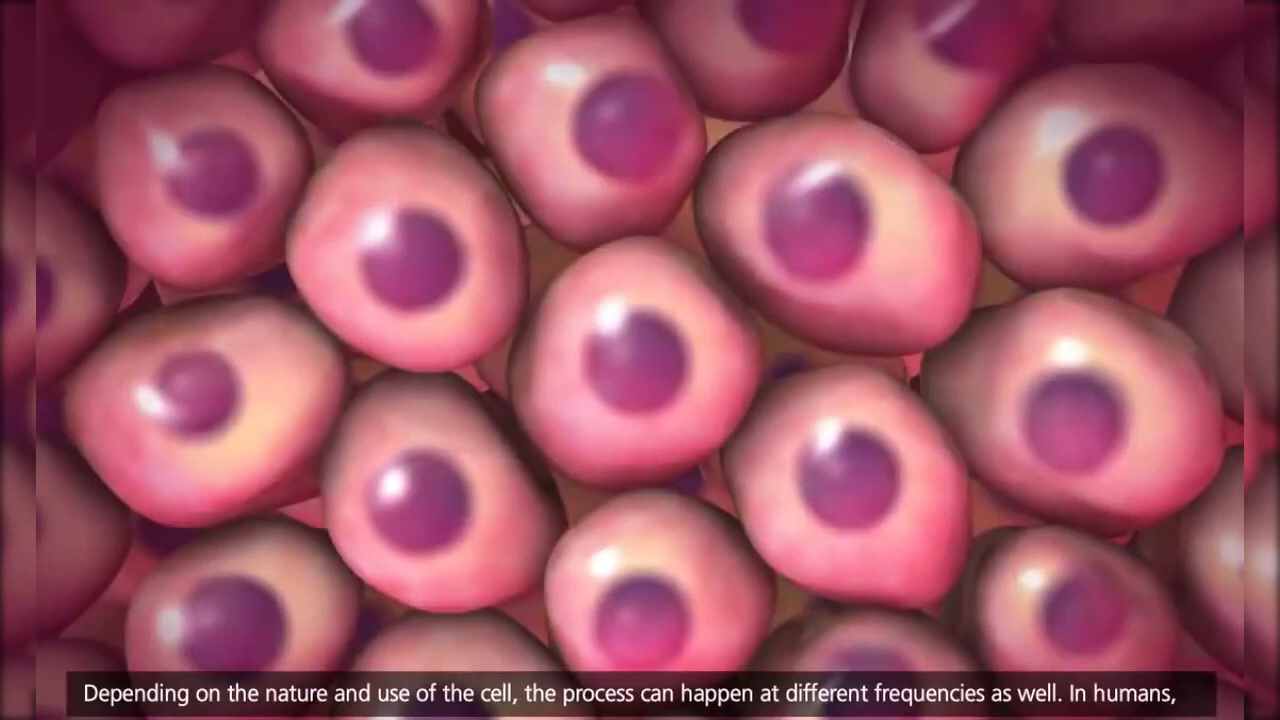 Depending on the nature and use of the cell, the process can happen at different frequencies as well. In humans,